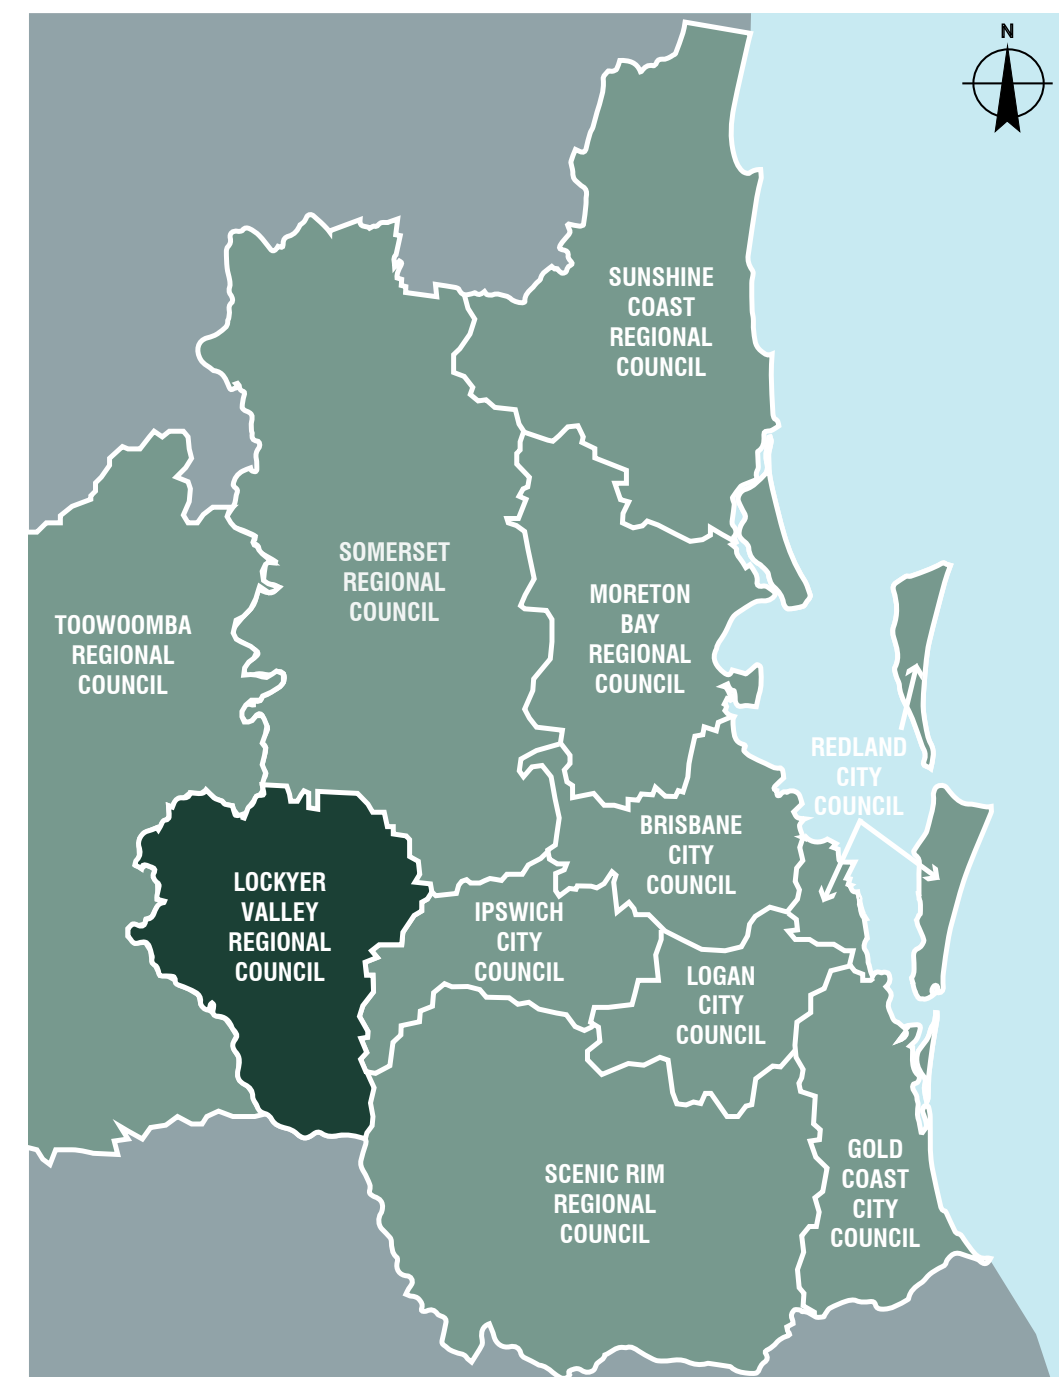 N
SUNSHINE
COAST
REGIONAL
COUNCIL
SOMERSET
REGIONAL
COUNCIL
MORETON
BAY
REGIONAL
COUNCIL
TOOWOOMBA
REGIONAL
COUNCIL
REDLAND
CITY
COUNCIL
BRISBANE
CITY
COUNCIL
LOCKYER
VALLEY
REGIONAL
COUNCIL
IPSWICH
CITY
COUNCIL
LOGAN
CITY
COUNCIL
SCENIC RIM
REGIONAL
COUNCIL
GOLD
COAST
CITY
COUNCIL